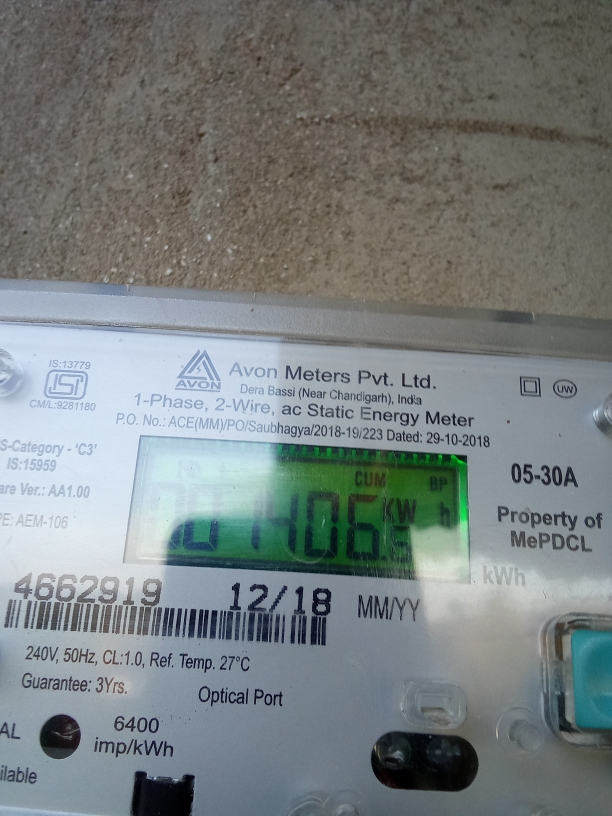 IS:13779
ISI
CM/L:9281180
AVON
Avon Meters Pvt. Ltd.
Dera Bassi (Near Chandigarh), India
1-Phase, 2-Wire, ac Static Energy Meter
P.O. No.: ACE(MM)/PO/Saubhagya/2018-19/223 Dated: 29-10-2018
S-Category - 'C3'
IS:15959
are Ver.: AA1.00
PE: AEM-106
CUM
BP
KW
h
05-30A
Property of
MePDCL
kWh
4662919
12/18
MM/YY
240V, 50Hz, CL:1.0, Ref. Temp. 27°C
Guarantee: 3Yrs.
Optical Port
AL
6400
imp/kWh
ilable